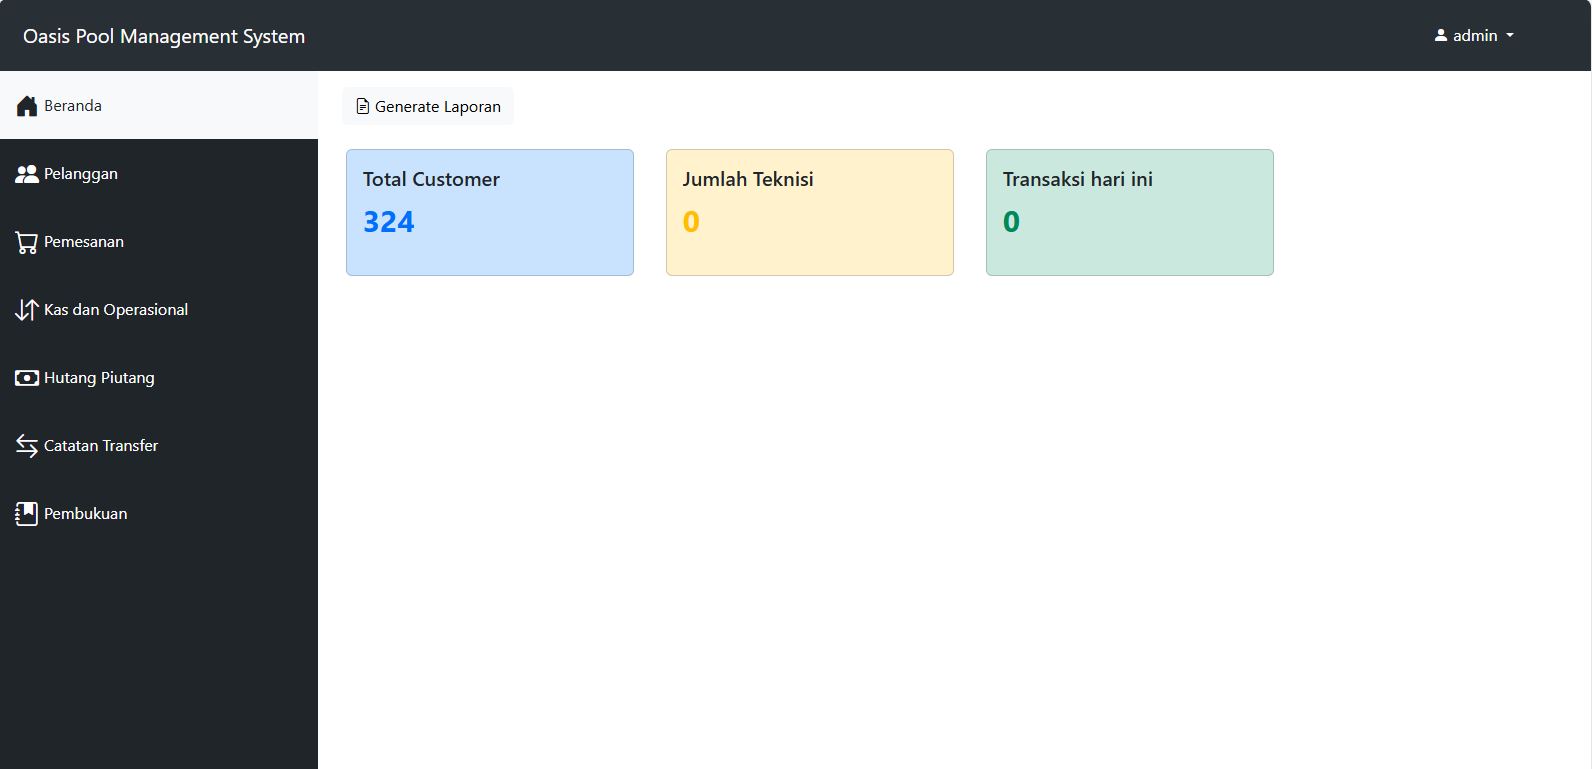 Oasis Pool Management System
admin
Beranda
Pelanggan
Pemesanan
Kas dan Operasional
Hutang Piutang
Catatan Transfer
Pembukuan
Generate Laporan
Total Customer
324
Jumlah Teknisi
0
Transaksi hari ini
0